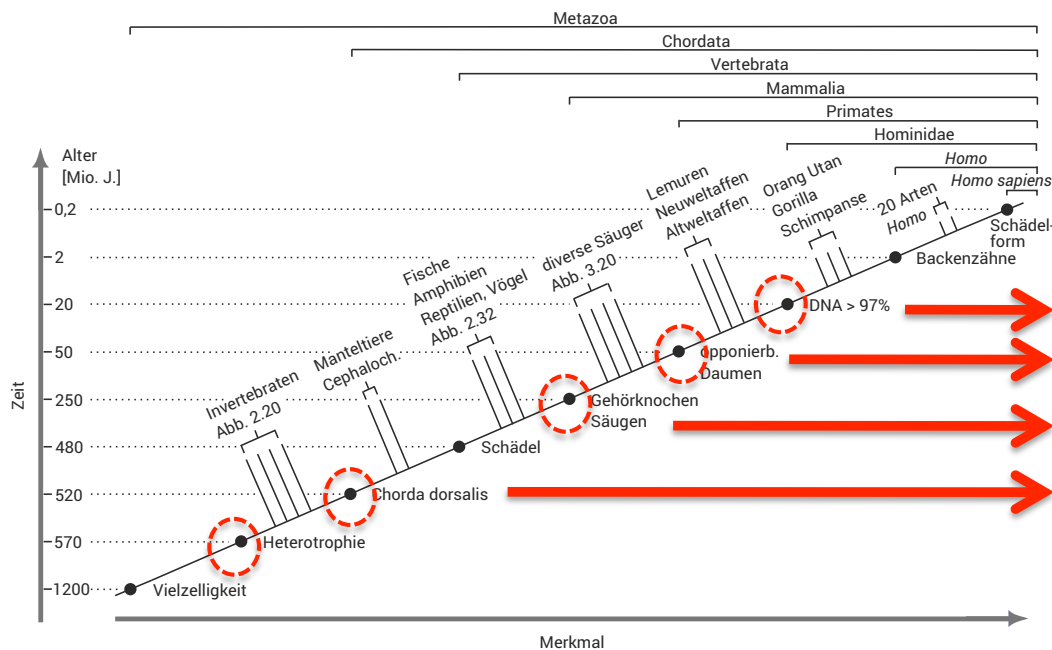 Metazoa
Chordata
Vertebrata
Mammalia
Primates
Hominidae
Homo
Homo sapiens
Alter
[Mio. J.]
0,2
2
20
50
250
480
520
570
1200
Zeit
Merkmal
Invertebraten
Abb. 2.20
Manteltiere
Cephaloch.
Fische
Amphibien
Reptilien, Vögel
Abb. 2.32
diverse Säuger
Abb. 3.20
Lemuren
Neuweltaffen
Altweltaffen
Orang Utan
Gorilla
Schimpanse
20 Arten
Homo
Schädel-
form
Backenzähne
DNA > 97%
opponierb.
Daumen
Gehörknochen
Säugen
Schädel
Chorda dorsalis
Heterotrophie
Vielzelligkeit